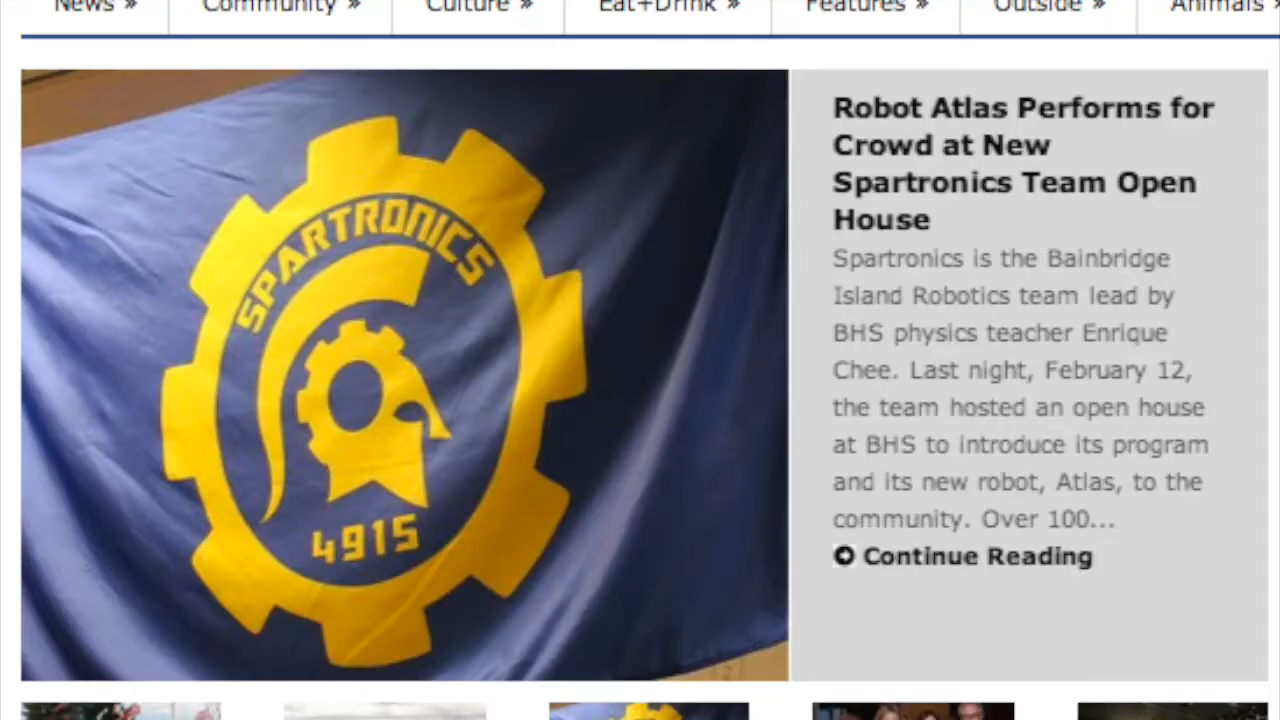 News »
Community »
Culture »
Eat+Drink »
Features »
Outside »
Animals »
SPARTRONICS
4915
Robot Atlas Performs for
Crowd at New
Spartronics Team Open
House
Spartronics is the Bainbridge
Island Robotics team lead by
BHS physics teacher Enrique
Chee. Last night, February 12,
the team hosted an open house
at BHS to introduce its program
and its new robot, Atlas, to the
community. Over 100...
Continue Reading